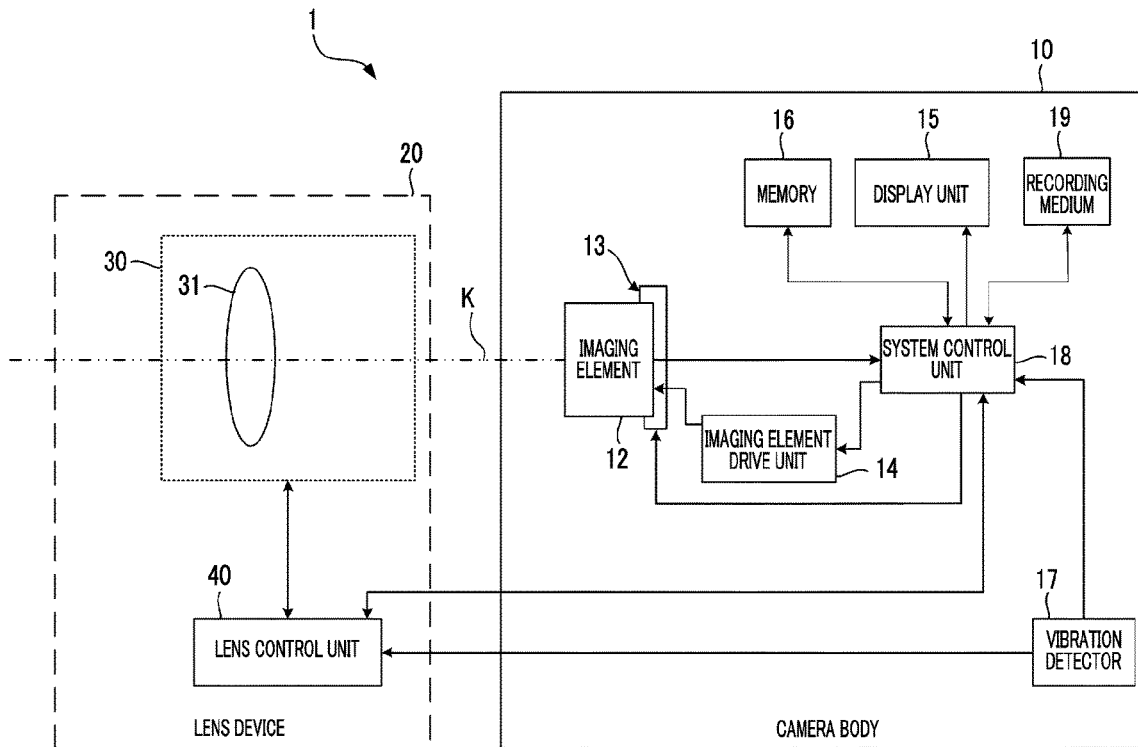 1
10
16
15
19
20
MEMORY
DISPLAY UNIT
RECORDING
MEDIUM
30
31
13
K
IMAGING
ELEMENT
SYSTEM CONTROL
UNIT
18
12
IMAGING ELEMENT
DRIVE UNIT
14
40
17
LENS CONTROL UNIT
VIBRATION
DETECTOR
LENS DEVICE
CAMERA BODY